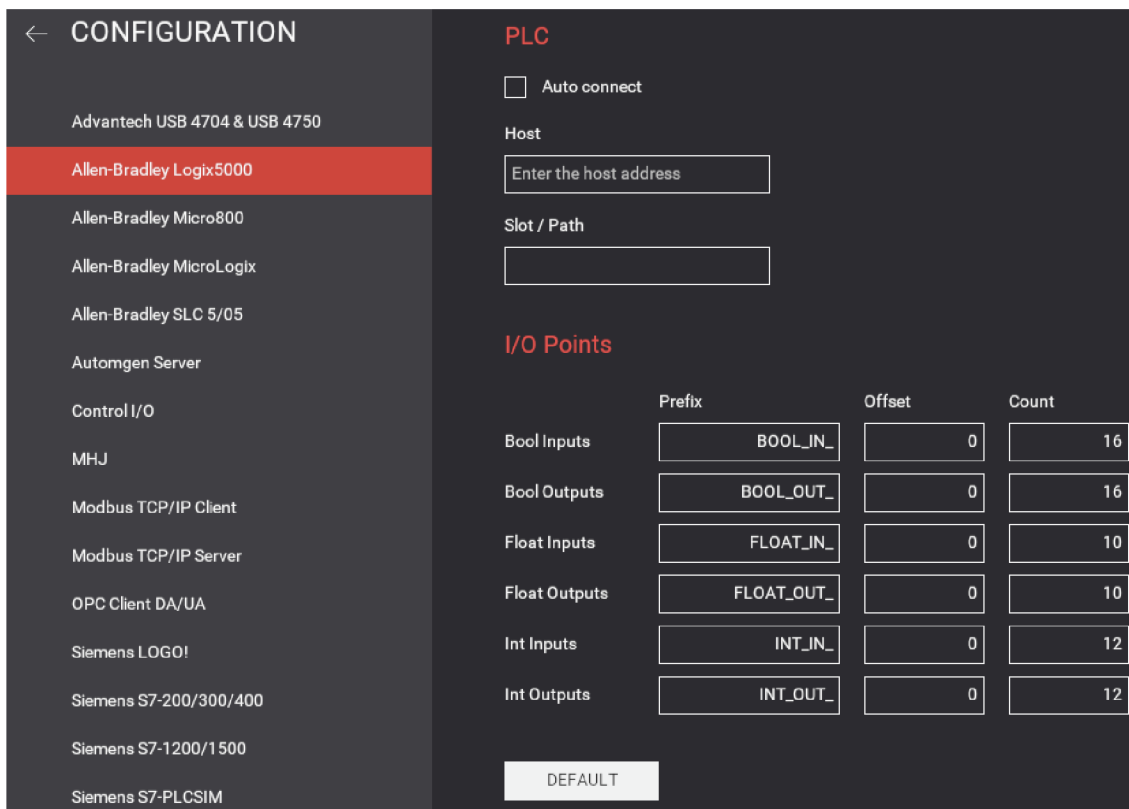 ← CONFIGURATION
Advantech USB 4704 & USB 4750
Allen-Bradley Logix5000
Allen-Bradley Micro800
Allen-Bradley MicroLogix
Allen-Bradley SLC 5/05
Automgen Server
Control I/O
MHJ
Modbus TCP/IP Client
Modbus TCP/IP Server
OPC Client DA/UA
Siemens LOGO!
Siemens S7-200/300/400
Siemens S7-1200/1500
Siemens S7-PLCSIM
PLC
Auto connect
Host
Enter the host address
Slot / Path
I/O Points
Prefix Offset Count
Bool Inputs BOOL_IN_ 0 16
Bool Outputs BOOL_OUT_ 0 16
Float Inputs FLOAT_IN_ 0 10
Float Outputs FLOAT_OUT_ 0 10
Int Inputs INT_IN_ 0 12
Int Outputs INT_OUT_ 0 12
DEFAULT